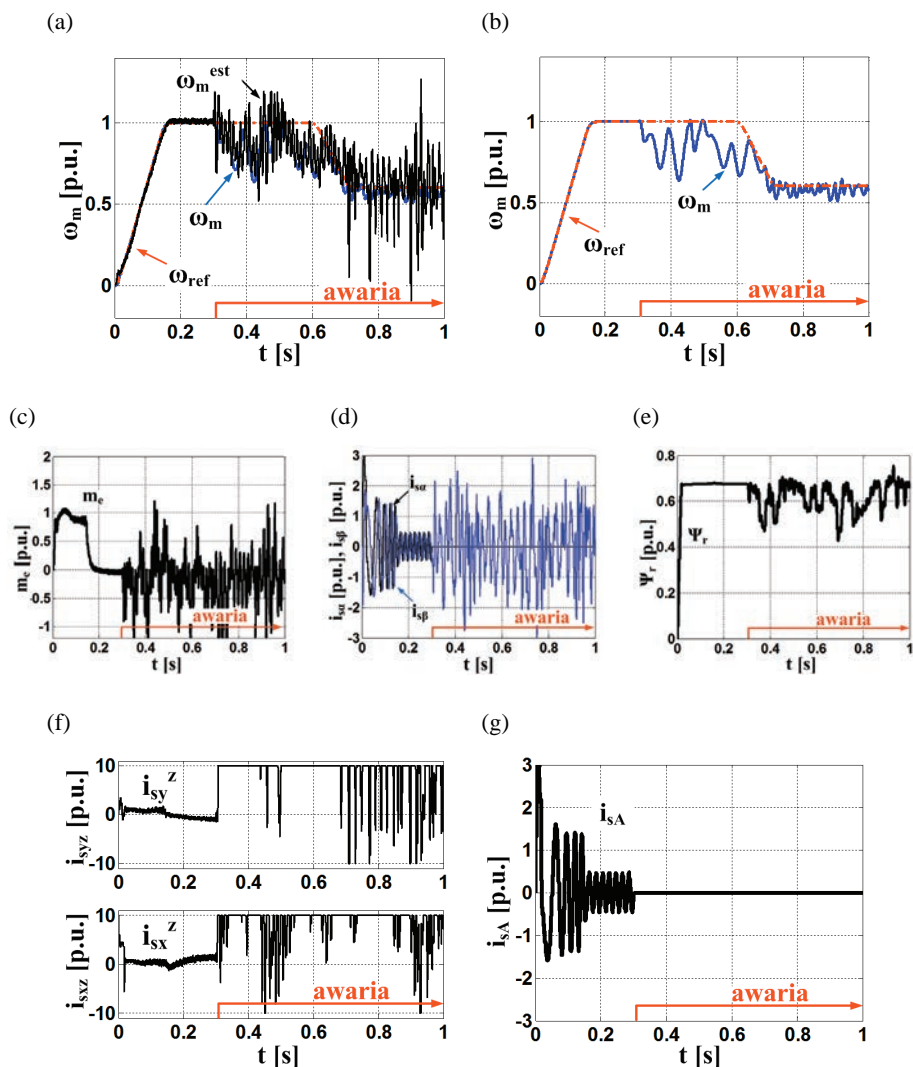 (a)
(b)
ω_m [p.u.]
1
0.5
0
ω_m^est
ω_m
ω_ref
awaria
0 0.2 0.4 0.6 0.8 1
t [s]
ω_m [p.u.]
1
0.5
0
ω_m
ω_ref
awaria
0 0.2 0.4 0.6 0.8 1
t [s]
(c)
(d)
(e)
m_e [p.u.]
2
1.5
1
0.5
0
-0.5
-1
m_e
awaria
0 0.2 0.4 0.6 0.8 1
t [s]
i_sα [p.u.], i_sβ [p.u.]
3
2
1
0
-1
-2
-3
i_sα
i_sβ
awaria
0 0.2 0.4 0.6 0.8 1
t [s]
Ψ_r [p.u.]
0.8
0.6
0.4
0.2
0
Ψ_r
awaria
0 0.2 0.4 0.6 0.8 1
t [s]
(f)
(g)
i_syz [p.u.]
10
0
-10
i_sy^z
0 0.2 0.4 0.6 0.8 1
i_sxz [p.u.]
10
0
-10
i_sx^z
awaria
0 0.2 0.4 0.6 0.8 1
t [s]
i_sA [p.u.]
3
2
1
0
-1
-2
-3
i_sA
awaria
0 0.2 0.4 0.6 0.8 1
t [s]